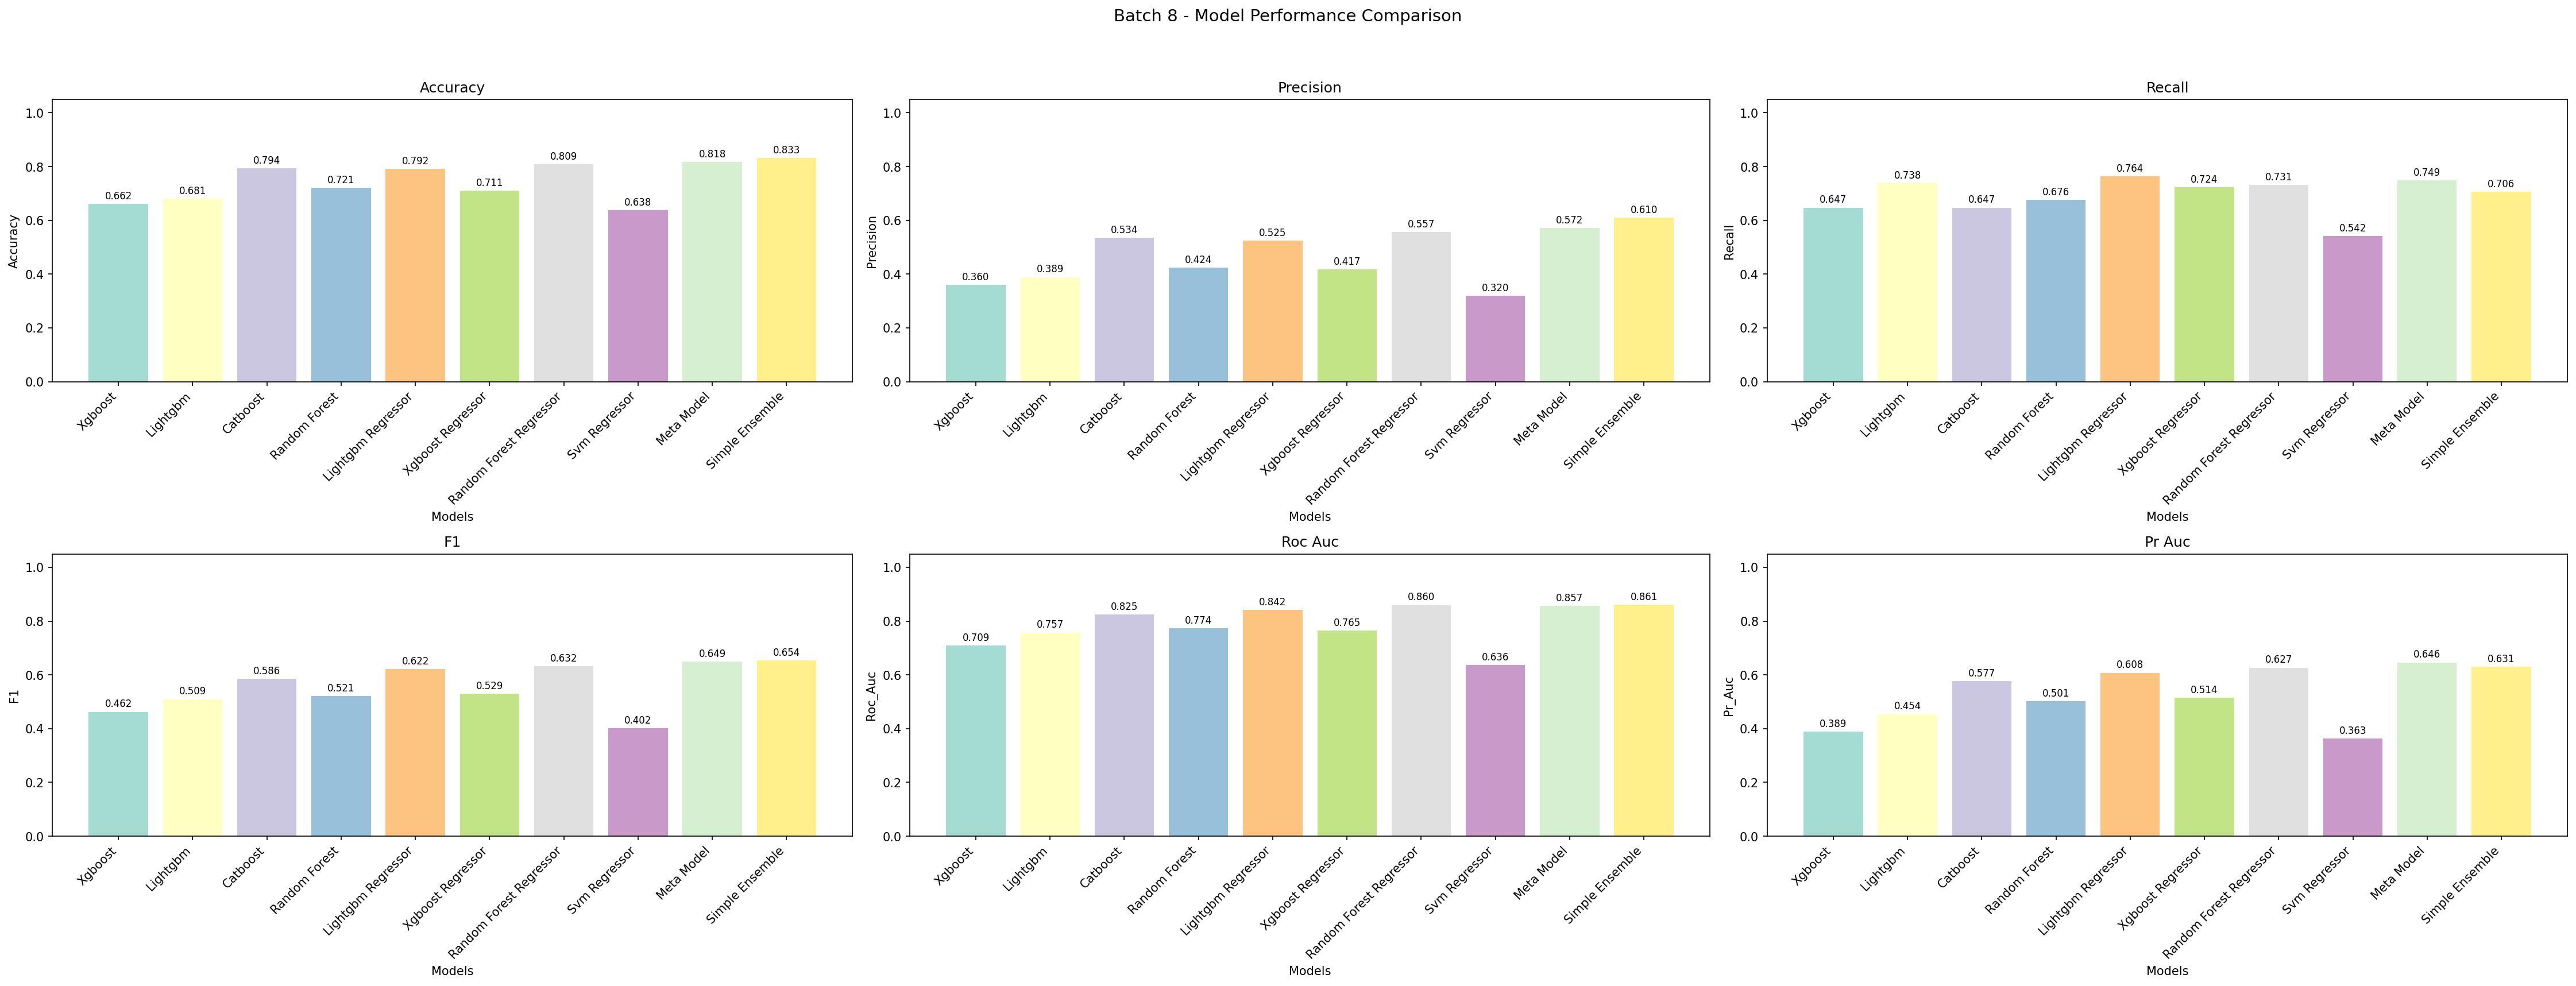 Batch 8 - Model Performance Comparison
Accuracy
Accuracy
1.0
0.8
0.6
0.4
0.2
0.0
0.662
0.681
0.794
0.721
0.792
0.711
0.809
0.638
0.818
0.833
Xgboost
Lightgbm
Catboost
Random Forest
Lightgbm Regressor
Xgboost Regressor
Random Forest Regressor
Svm Regressor
Meta Model
Simple Ensemble
Models
Precision
Precision
1.0
0.8
0.6
0.4
0.2
0.0
0.360
0.389
0.534
0.424
0.525
0.417
0.557
0.320
0.572
0.610
Xgboost
Lightgbm
Catboost
Random Forest
Lightgbm Regressor
Xgboost Regressor
Random Forest Regressor
Svm Regressor
Meta Model
Simple Ensemble
Models
Recall
Recall
1.0
0.8
0.6
0.4
0.2
0.0
0.647
0.738
0.647
0.676
0.764
0.724
0.731
0.542
0.749
0.706
Xgboost
Lightgbm
Catboost
Random Forest
Lightgbm Regressor
Xgboost Regressor
Random Forest Regressor
Svm Regressor
Meta Model
Simple Ensemble
Models
F1
F1
1.0
0.8
0.6
0.4
0.2
0.0
0.462
0.509
0.586
0.521
0.622
0.529
0.632
0.402
0.649
0.654
Xgboost
Lightgbm
Catboost
Random Forest
Lightgbm Regressor
Xgboost Regressor
Random Forest Regressor
Svm Regressor
Meta Model
Simple Ensemble
Models
Roc Auc
Roc_Auc
1.0
0.8
0.6
0.4
0.2
0.0
0.709
0.757
0.825
0.774
0.842
0.765
0.860
0.636
0.857
0.861
Xgboost
Lightgbm
Catboost
Random Forest
Lightgbm Regressor
Xgboost Regressor
Random Forest Regressor
Svm Regressor
Meta Model
Simple Ensemble
Models
Pr Auc
Pr_Auc
1.0
0.8
0.6
0.4
0.2
0.0
0.389
0.454
0.577
0.501
0.608
0.514
0.627
0.363
0.646
0.631
Xgboost
Lightgbm
Catboost
Random Forest
Lightgbm Regressor
Xgboost Regressor
Random Forest Regressor
Svm Regressor
Meta Model
Simple Ensemble
Models